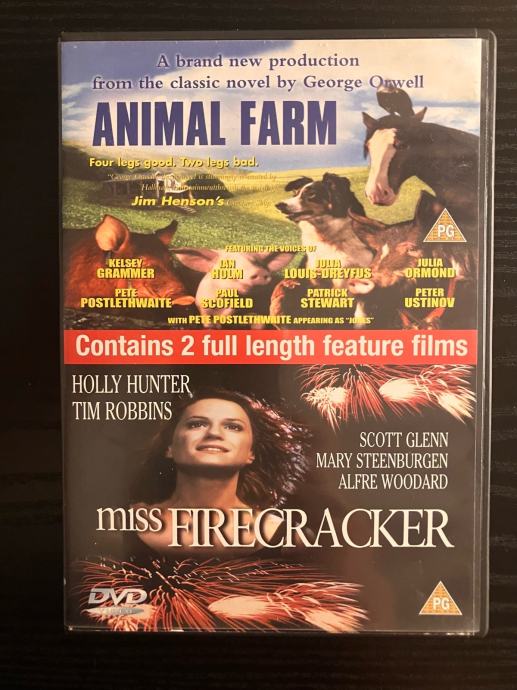 A brand new production
from the classic novel by George Orwell
ANIMAL FARM
Four legs good. Two legs bad.
Jim Henson's
PG
FEATURING THE VOICES OF
KELSEY GRAMMER
IAN HOLM
JULIA LOUIS-DREYFUS
JULIA ORMOND
PETE POSTLETHWAITE
PAUL SCOFIELD
PATRICK STEWART
PETER USTINOV
WITH PETE POSTLETHWAITE APPEARING AS "JONES"
Contains 2 full length feature films
HOLLY HUNTER
TIM ROBBINS
SCOTT GLENN
MARY STEENBURGEN
ALFRE WOODARD
miss FIRECRACKER
DVD
PG